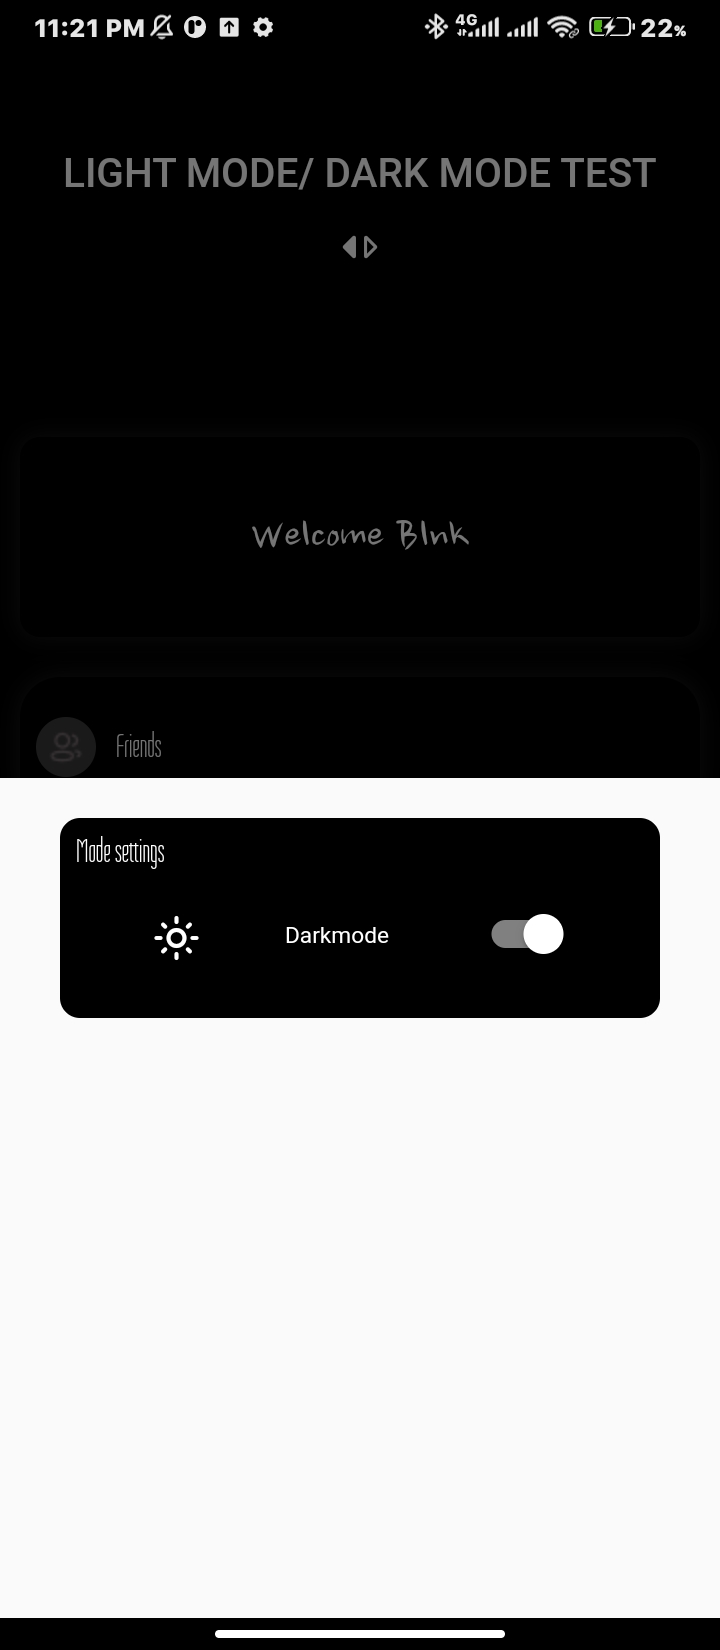 11:21 PM 4G 22%
LIGHT MODE/ DARK MODE TEST
Welcome Blnk
Friends
Mode settings
Darkmode